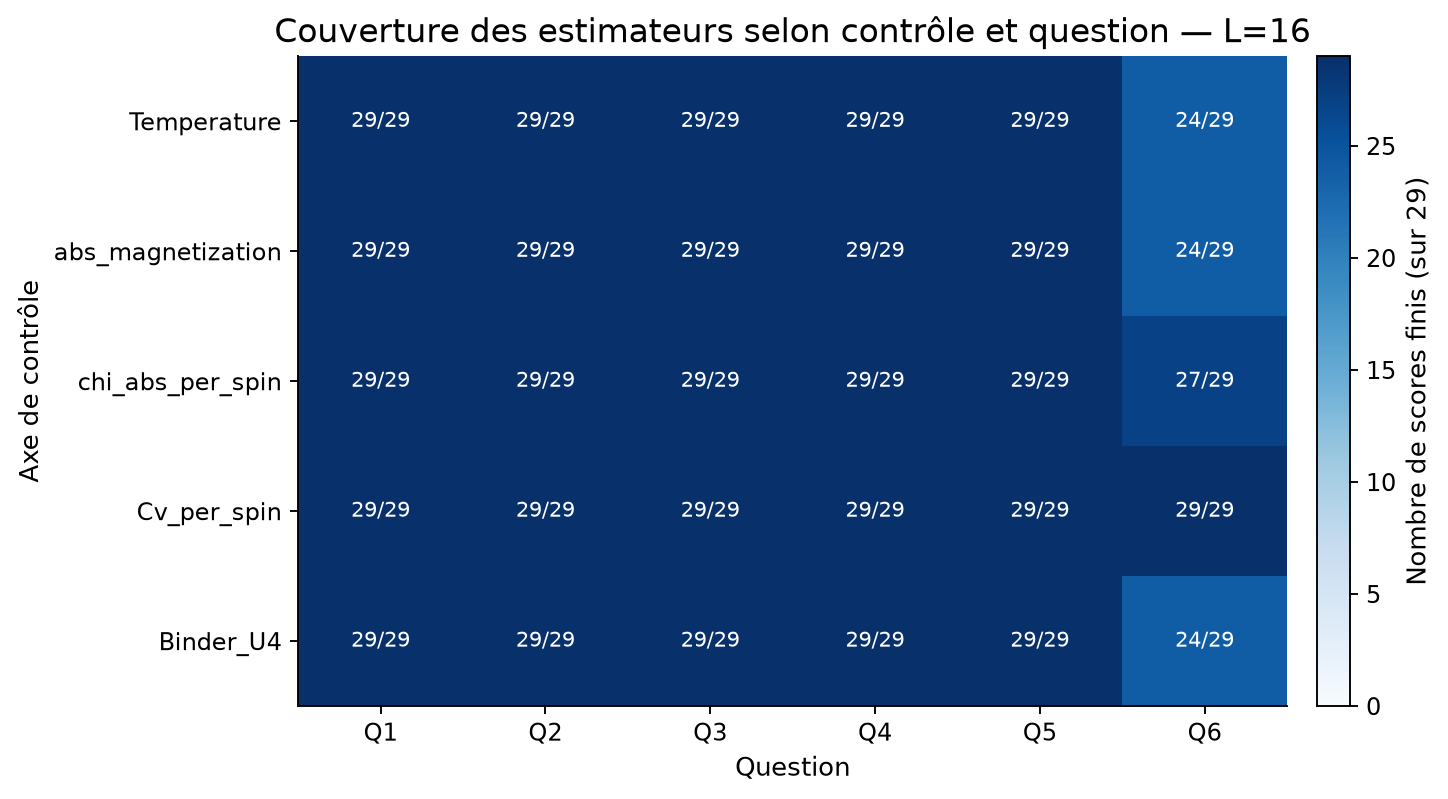 Couverture des estimateurs selon contrôle et question — L=16
Axe de contrôle
Temperature 29/29 29/29 29/29 29/29 29/29 24/29
abs_magnetization 29/29 29/29 29/29 29/29 29/29 24/29
chi_abs_per_spin 29/29 29/29 29/29 29/29 29/29 27/29
Cv_per_spin 29/29 29/29 29/29 29/29 29/29 29/29
Binder_U4 29/29 29/29 29/29 29/29 29/29 24/29
Q1 Q2 Q3 Q4 Q5 Q6
Question
25
20
15
10
5
0
Nombre de scores finis (sur 29)